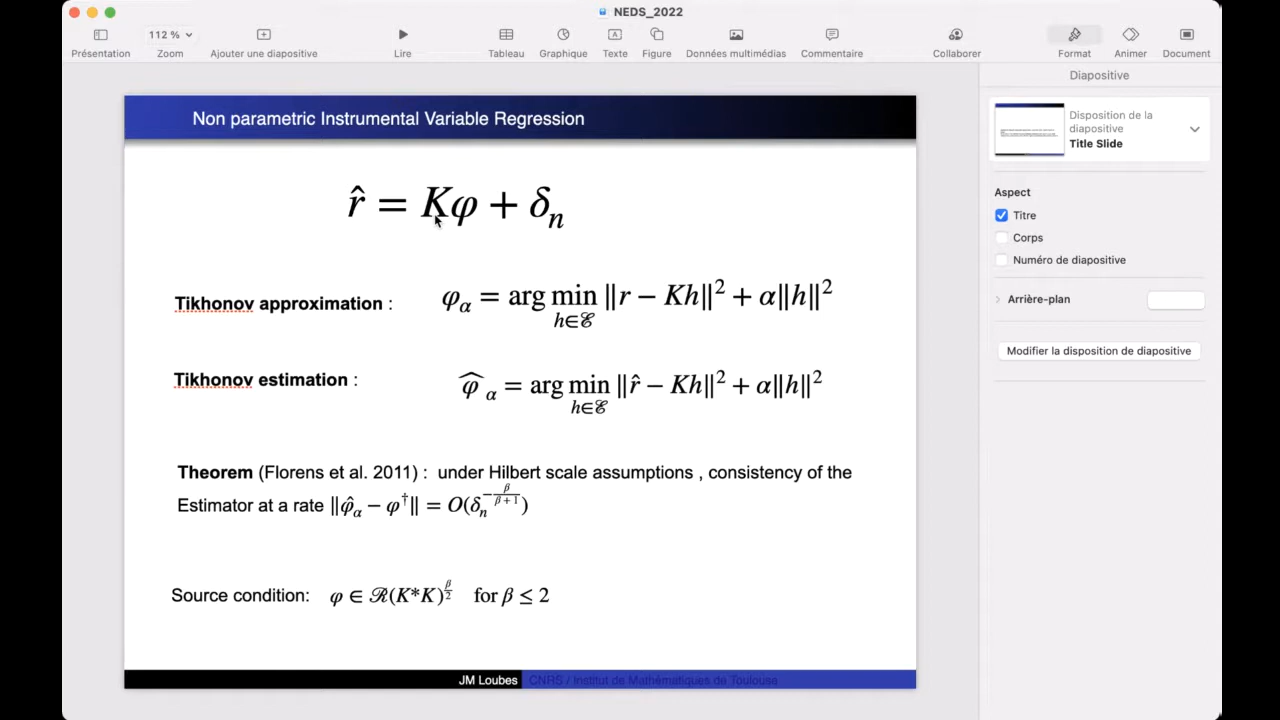 NEDS_2022
112 %
Présentation Zoom Ajouter une diapositive Lire Tableau Graphique Texte Figure Données multimédias Commentaire Collaborer Format Animer Document
Diapositive
Disposition de la
diapositive
Title Slide
Aspect
Titre
Corps
Numéro de diapositive
Arrière-plan
Modifier la disposition de diapositive
Non parametric Instrumental Variable Regression
r̂ = Kφ + δ_n
Tikhonov approximation : φ_α = arg min_{h∈ℰ} ||r − Kh||² + α||h||²
Tikhonov estimation : φ̂_α = arg min_{h∈ℰ} ||r̂ − Kh||² + α||h||²
Theorem (Florens et al. 2011) : under Hilbert scale assumptions , consistency of the
Estimator at a rate ||φ̂_α − φ^†|| = O(δ_n^{−β/(β+1)})
Source condition: φ ∈ ℛ(K*K)^{β/2} for β ≤ 2
JM Loubes CNRS / Institut de Mathématiques de Toulouse